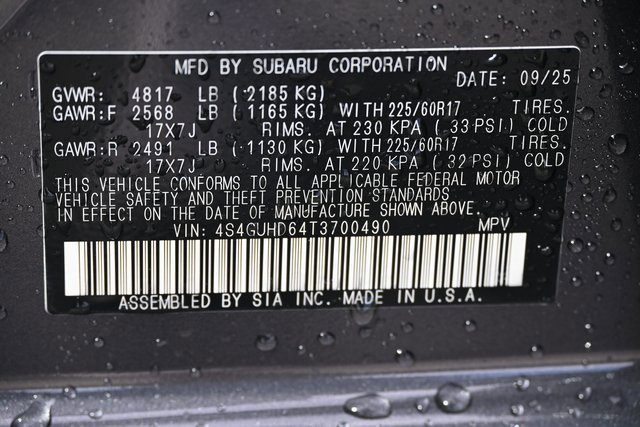 MFD BY SUBARU CORPORATION
DATE: 09/25
GVWR: 4817 LB ( 2185 KG)
GAWR:F 2568 LB ( 1165 KG) WITH 225/60R17 TIRES.
17X7J RIMS. AT 230 KPA ( 33 PSI) COLD
GAWR:R 2491 LB ( 1130 KG) WITH 225/60R17 TIRES.
17X7J RIMS. AT 220 KPA ( 32 PSI) COLD
THIS VEHICLE CONFORMS TO ALL APPLICABLE FEDERAL MOTOR
VEHICLE SAFETY AND THEFT PREVENTION STANDARDS
IN EFFECT ON THE DATE OF MANUFACTURE SHOWN ABOVE.
VIN: 4S4GUHD64T3700490 MPV
ASSEMBLED BY SIA INC. MADE IN U.S.A.